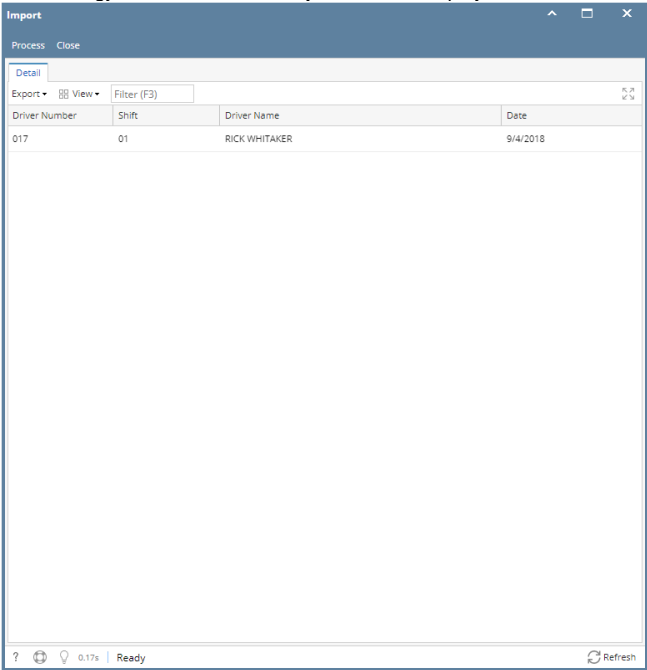 Import
Process Close
Detail
Export View Filter (F3)
Driver Number Shift Driver Name Date
017 01 RICK WHITAKER 9/4/2018
? 0.17s Ready Refresh